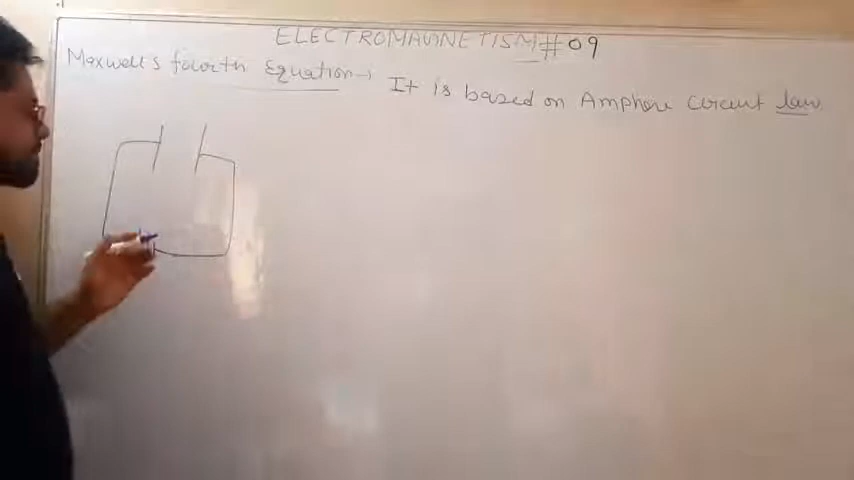 ELECTROMAGNETISM#09
Maxwell's fourth Equation→ It is based on Amphere circuit law